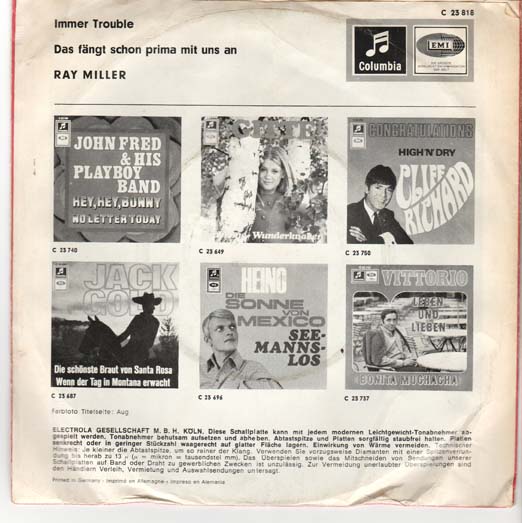 C 23 818
Immer Trouble
Das fängt schon prima mit uns an
RAY MILLER
Columbia
EMI
JOHN FRED
& HIS
PLAYBOY
BAND
HEY, HEY, BUNNY
NO LETTER TODAY
GITTE
Wunderknaben
CONGRATULATIONS
HIGH'N'DRY
CLIFF
RICHARD
C 23 740
C 23 649
C 23 750
JACK
GOLD
Die schönste Braut von Santa Rosa
Wenn der Tag in Montana erwacht
HEINO
DIE
SONNE
VON
MEXICO
SEE-
MANNS-
LOS
VITTORIO
LEBEN
UND
LIEBEN
BONITA MUCHACHA
C 23 687
C 23 696
C 23 737
Farbfoto Titelseite: Aug
ELECTROLA GESELLSCHAFT M. B. H. KÖLN. Diese Schallplatte kann mit jedem modernen Leichtgewicht-Tonabnehmer ab-
gespielt werden. Tonabnehmer behutsam aufsetzen und abheben. Abtastspitze und Platten sorgfältig staubfrei halten. Platten
senkrecht oder in geringer Stückzahl waagerecht auf glatter Fläche lagern. Einwirkung von Wärme vermeiden. Technischer
Hinweis: Je kleiner die Abtastspitze, um so reiner der Klang. Verwenden Sie vorzugsweise Diamanten mit einer Spitzenverrun-
dung bis herab zu 13 µ (µ = mikron = tausendstel mm). Das Überspielen sowie das Mitschneiden von Sendungen unserer
Schallplatten auf Band oder Draht zu gewerblichen Zwecken ist unzulässig. Zur Vermeidung unerlaubter Überspielungen sind
den Händlern Verleih, Vermietung und Auswahlsendungen untersagt.
Printed in Germany - Imprimé en Allemagne - Impreso en Alemania